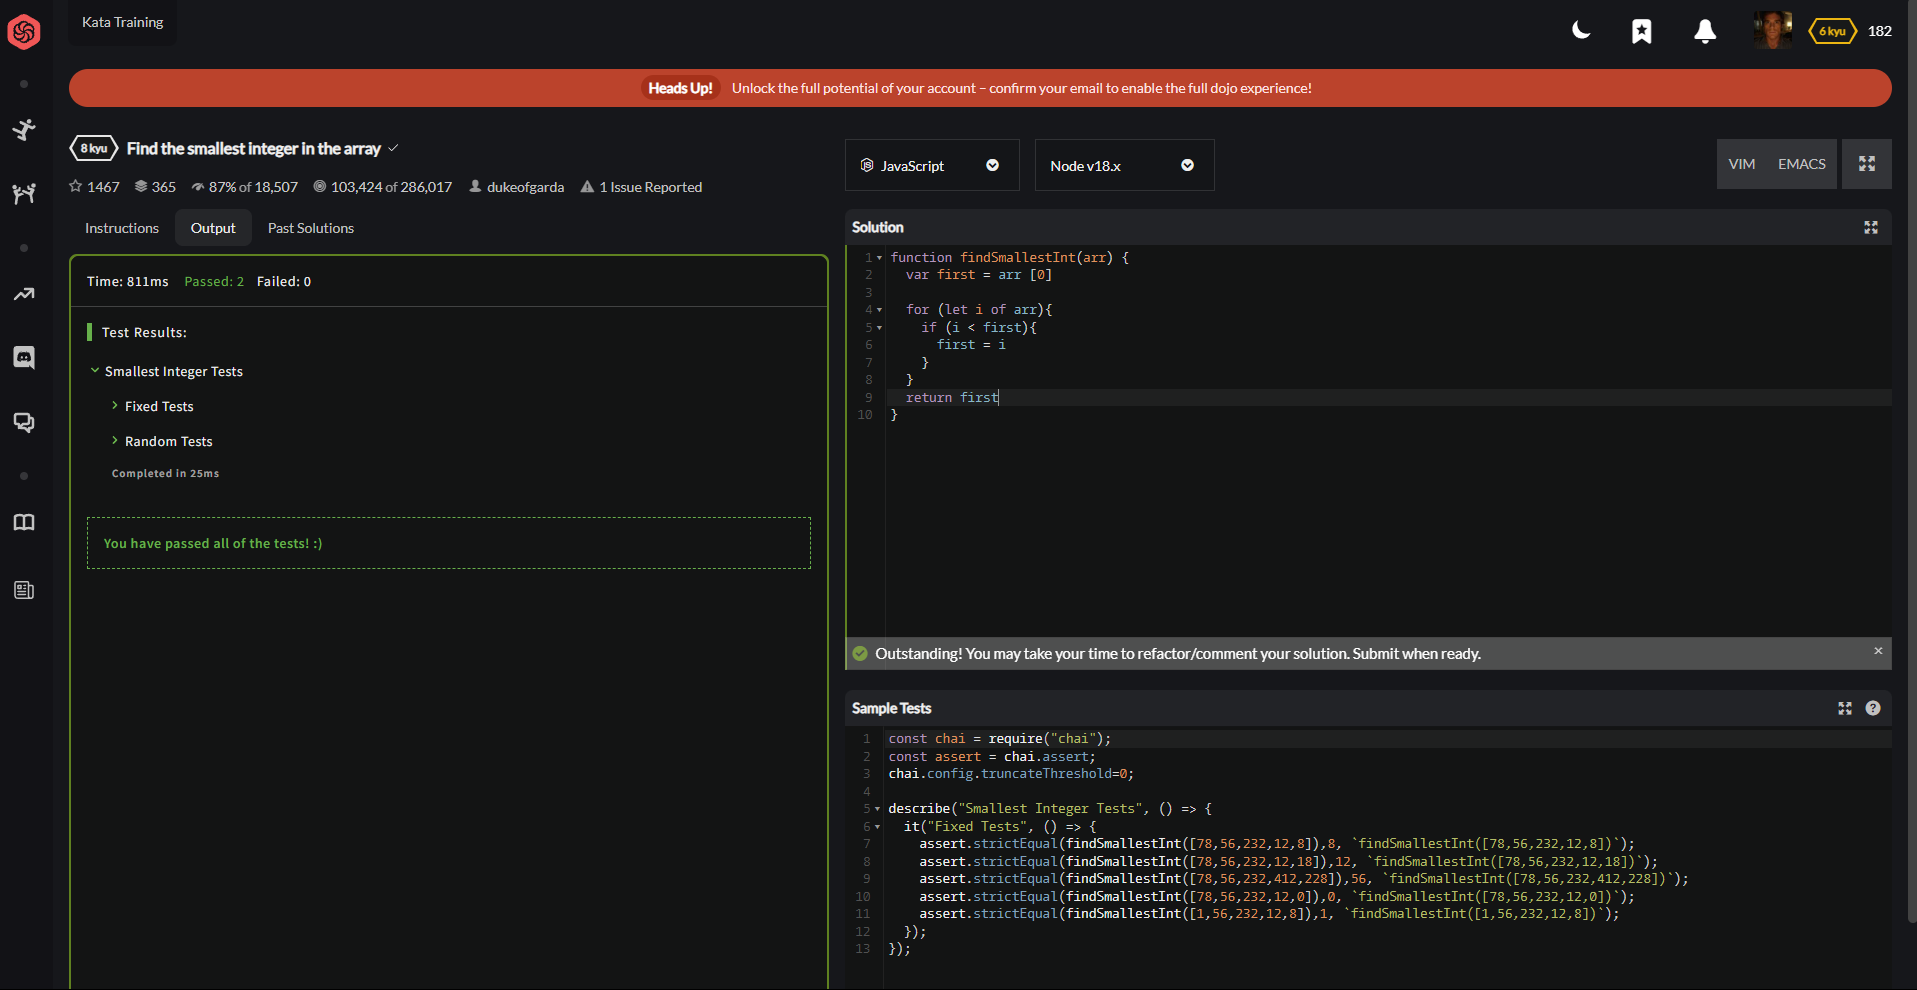 Kata Training
6 kyu 182
Heads Up! Unlock the full potential of your account – confirm your email to enable the full dojo experience!
8 kyu Find the smallest integer in the array
1467 365 87% of 18,507 103,424 of 286,017 dukeofgarda 1 Issue Reported
Instructions Output Past Solutions
Time: 811ms Passed: 2 Failed: 0
Test Results:
Smallest Integer Tests
Fixed Tests
Random Tests
Completed in 25ms
You have passed all of the tests! :)
JavaScript Node v18.x VIM EMACS
Solution
1 function findSmallestInt(arr) {
2 var first = arr [0]
3
4 for (let i of arr){
5 if (i < first){
6 first = i
7 }
8 }
9 return first
10 }
Outstanding! You may take your time to refactor/comment your solution. Submit when ready. ×
Sample Tests ?
1 const chai = require("chai");
2 const assert = chai.assert;
3 chai.config.truncateThreshold=0;
4
5 describe("Smallest Integer Tests", () => {
6 it("Fixed Tests", () => {
7 assert.strictEqual(findSmallestInt([78,56,232,12,8]),8, `findSmallestInt([78,56,232,12,8])`);
8 assert.strictEqual(findSmallestInt([78,56,232,12,18]),12, `findSmallestInt([78,56,232,12,18])`);
9 assert.strictEqual(findSmallestInt([78,56,232,412,228]),56, `findSmallestInt([78,56,232,412,228])`);
10 assert.strictEqual(findSmallestInt([78,56,232,12,0]),0, `findSmallestInt([78,56,232,12,0])`);
11 assert.strictEqual(findSmallestInt([1,56,232,12,8]),1, `findSmallestInt([1,56,232,12,8])`);
12 });
13 });